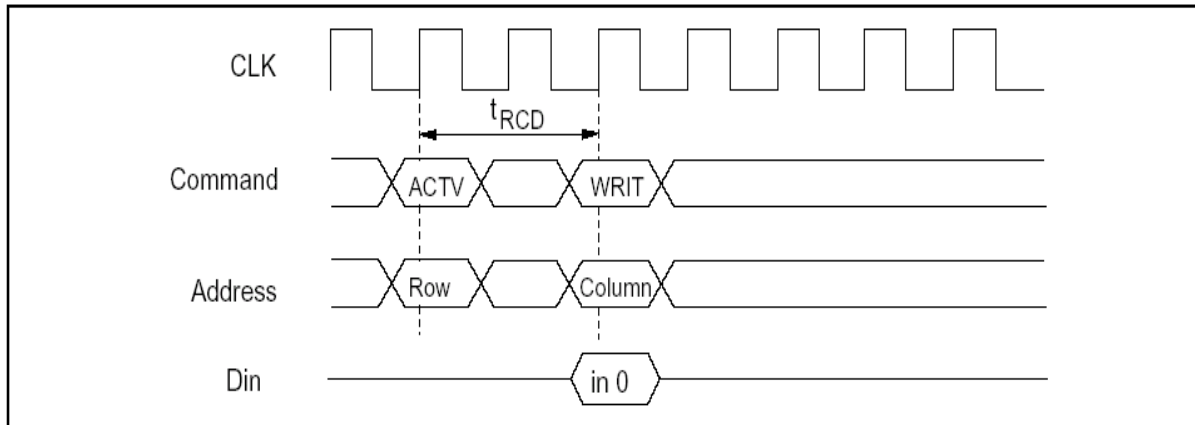 CLK
tRCD
Command ACTV WRIT
Address Row Column
Din in 0